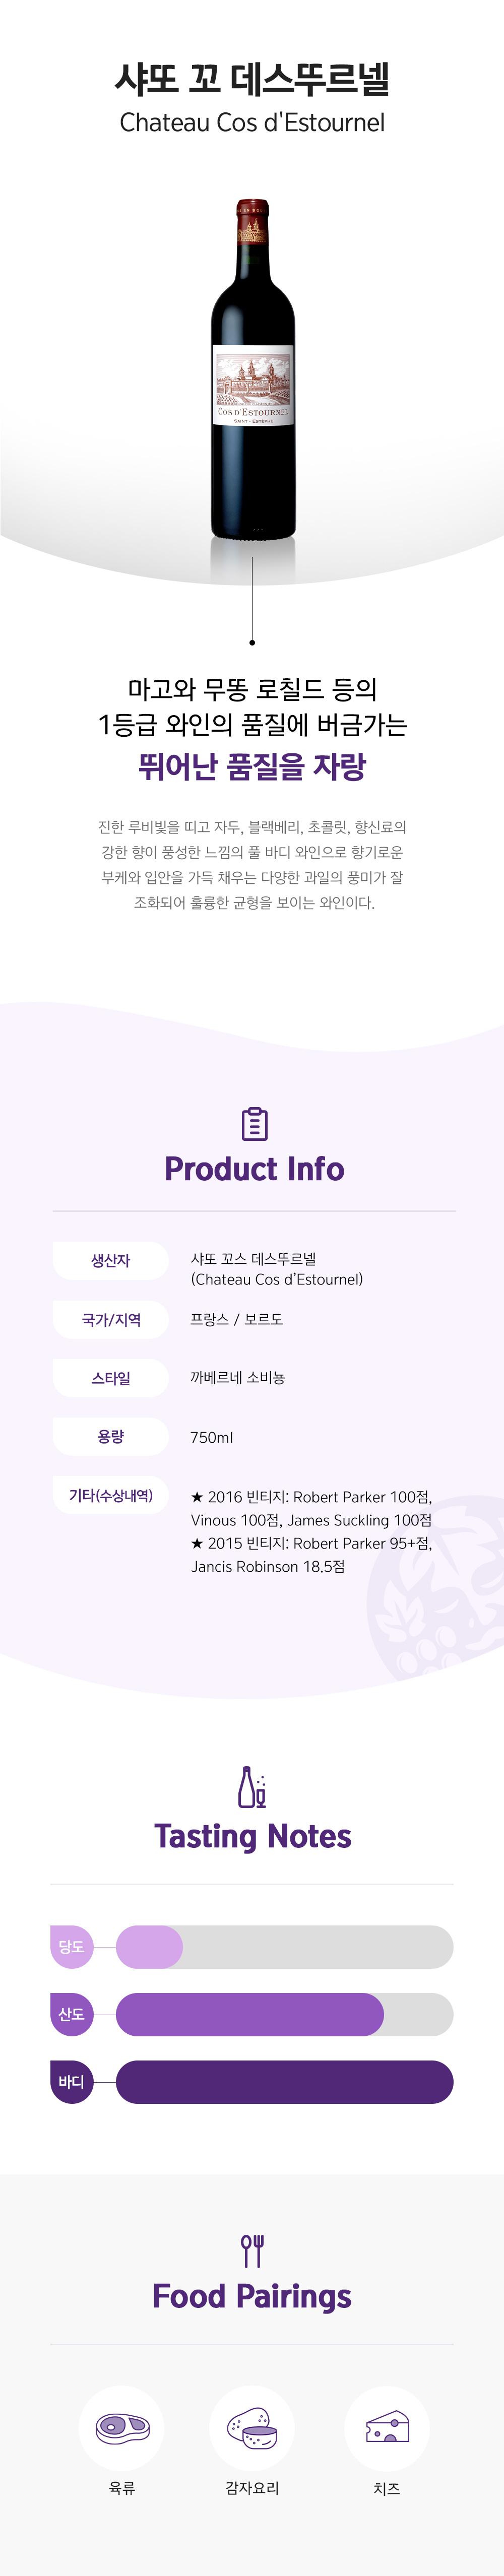 샤또 꼬 데스뚜르넬
Chateau Cos d'Estournel
COS D'ESTOURNEL
SAINT - ESTÈPHE
마고와 무똥 로칠드 등의
1등급 와인의 품질에 버금가는
뛰어난 품질을 자랑
진한 루비빛을 띠고 자두, 블랙베리, 초콜릿, 향신료의
강한 향이 풍성한 느낌의 풀 바디 와인으로 향기로운
부케와 입안을 가득 채우는 다양한 과일의 풍미가 잘
조화되어 훌륭한 균형을 보이는 와인이다.
Product Info
생산자
샤또 꼬스 데스뚜르넬
(Chateau Cos d’Estournel)
국가/지역
프랑스 / 보르도
스타일
까베르네 소비뇽
용량
750ml
기타(수상내역)
★ 2016 빈티지: Robert Parker 100점,
Vinous 100점, James Suckling 100점
★ 2015 빈티지: Robert Parker 95+점,
Jancis Robinson 18.5점
Tasting Notes
당도
산도
바디
Food Pairings
육류
감자요리
치즈